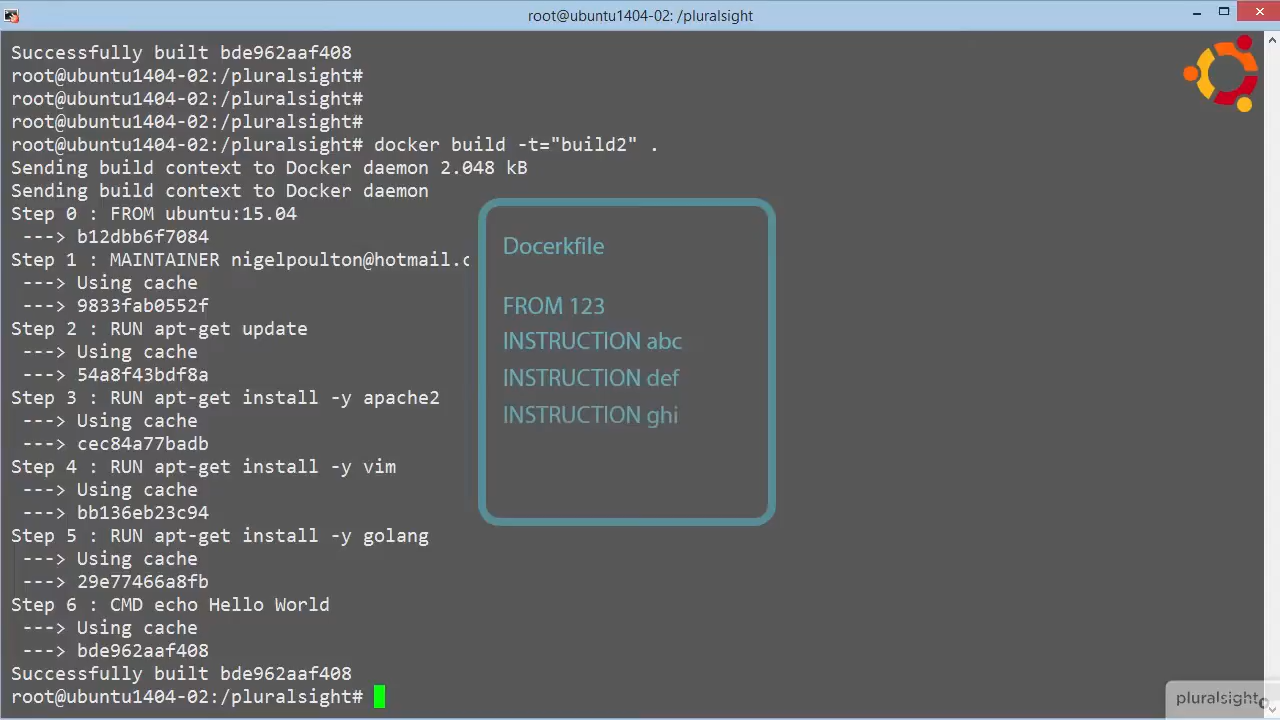 root@ubuntu1404-02: /pluralsight
Successfully built bde962aaf408
root@ubuntu1404-02:/pluralsight#
root@ubuntu1404-02:/pluralsight#
root@ubuntu1404-02:/pluralsight#
root@ubuntu1404-02:/pluralsight# docker build -t="build2" .
Sending build context to Docker daemon 2.048 kB
Sending build context to Docker daemon
Step 0 : FROM ubuntu:15.04
---> b12dbb6f7084
Step 1 : MAINTAINER nigelpoulton@hotmail.c
---> Using cache
---> 9833fab0552f
Step 2 : RUN apt-get update
---> Using cache
---> 54a8f43bdf8a
Step 3 : RUN apt-get install -y apache2
---> Using cache
---> cec84a77badb
Step 4 : RUN apt-get install -y vim
---> Using cache
---> bb136eb23c94
Step 5 : RUN apt-get install -y golang
---> Using cache
---> 29e77466a8fb
Step 6 : CMD echo Hello World
---> Using cache
---> bde962aaf408
Successfully built bde962aaf408
root@ubuntu1404-02:/pluralsight#
Docerkfile
FROM 123
INSTRUCTION abc
INSTRUCTION def
INSTRUCTION ghi
pluralsight